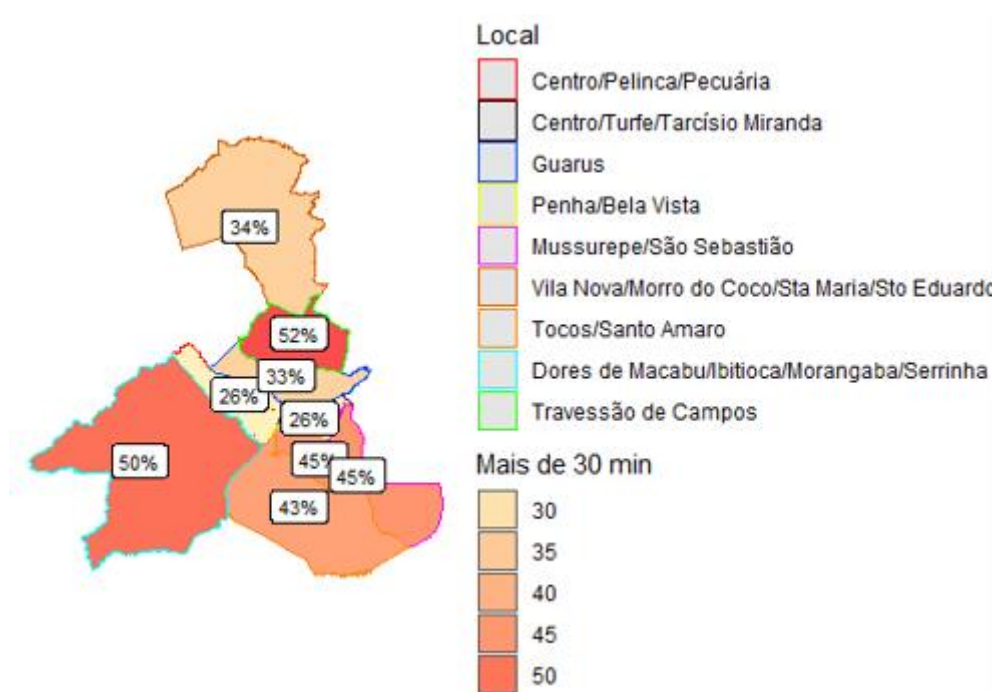 Local
Centro/Pelinca/Pecuária
Centro/Turfe/Tarcísio Miranda
Guarus
Penha/Bela Vista
Mussurepe/São Sebastião
Vila Nova/Morro do Coco/Sta Maria/Sto Eduardo
Tocos/Santo Amaro
Dores de Macabu/Ibitioca/Morangaba/Serrinha
Travessão de Campos
Mais de 30 min
30
35
40
45
50
34%
52%
33%
26%
26%
50%
45%
45%
43%